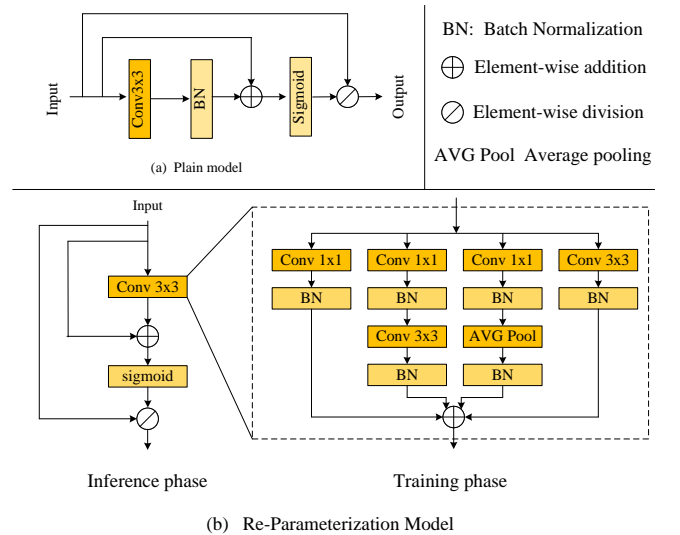 Input
Conv3x3
BN
Sigmoid
Output
(a) Plain model
BN: Batch Normalization
Element-wise addition
Element-wise division
AVG Pool Average pooling
Input
Conv 3x3
sigmoid
Inference phase
Conv 1x1 Conv 1x1 Conv 1x1 Conv 3x3
BN BN BN BN
Conv 3x3 AVG Pool
BN BN
Training phase
(b) Re-Parameterization Model